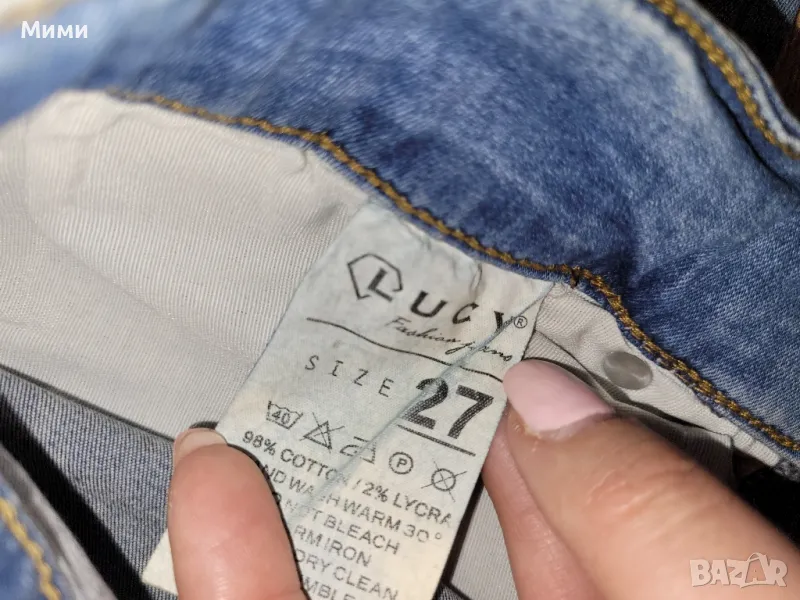 Мими
LUCY®
Fashion jeans
SIZE 27
40 P
98% COTTON / 2% LYCRA
WASH WARM 30°
NOT BLEACH
IRON
DRY CLEAN
BAZAR